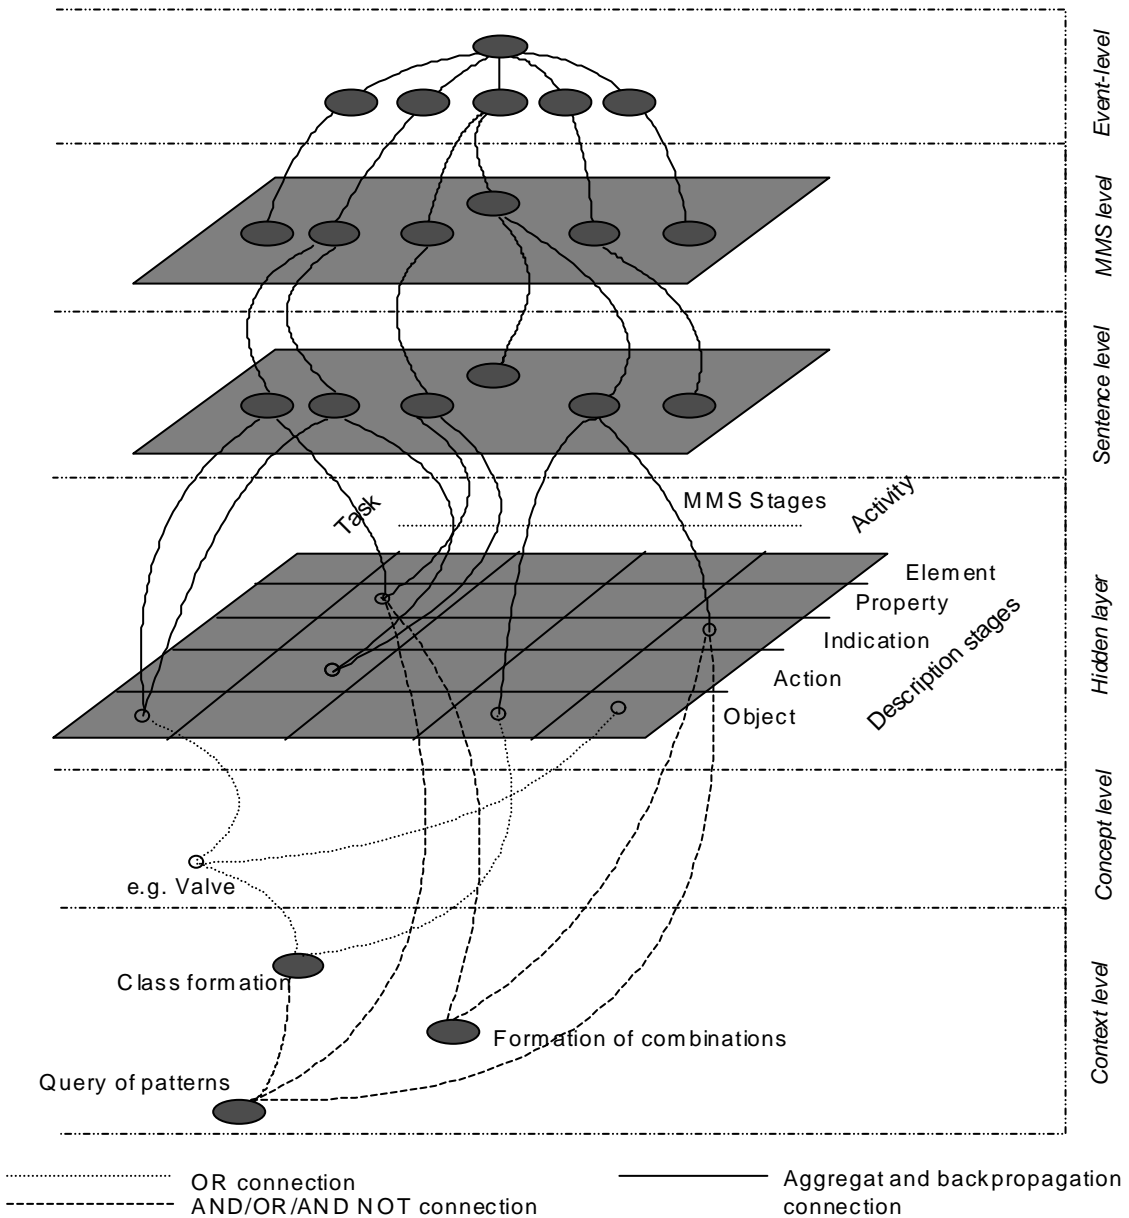 Event-level
MMS level
Sentence level
MMS Stages
Task
Activity
Element
Property
Indication
Action
Object
Description stages
Hidden layer
e.g. Valve
Concept level
Class formation
Formation of combinations
Query of patterns
Context level
OR connection
AND/OR/AND NOT connection
Aggregat and backpropagation
connection